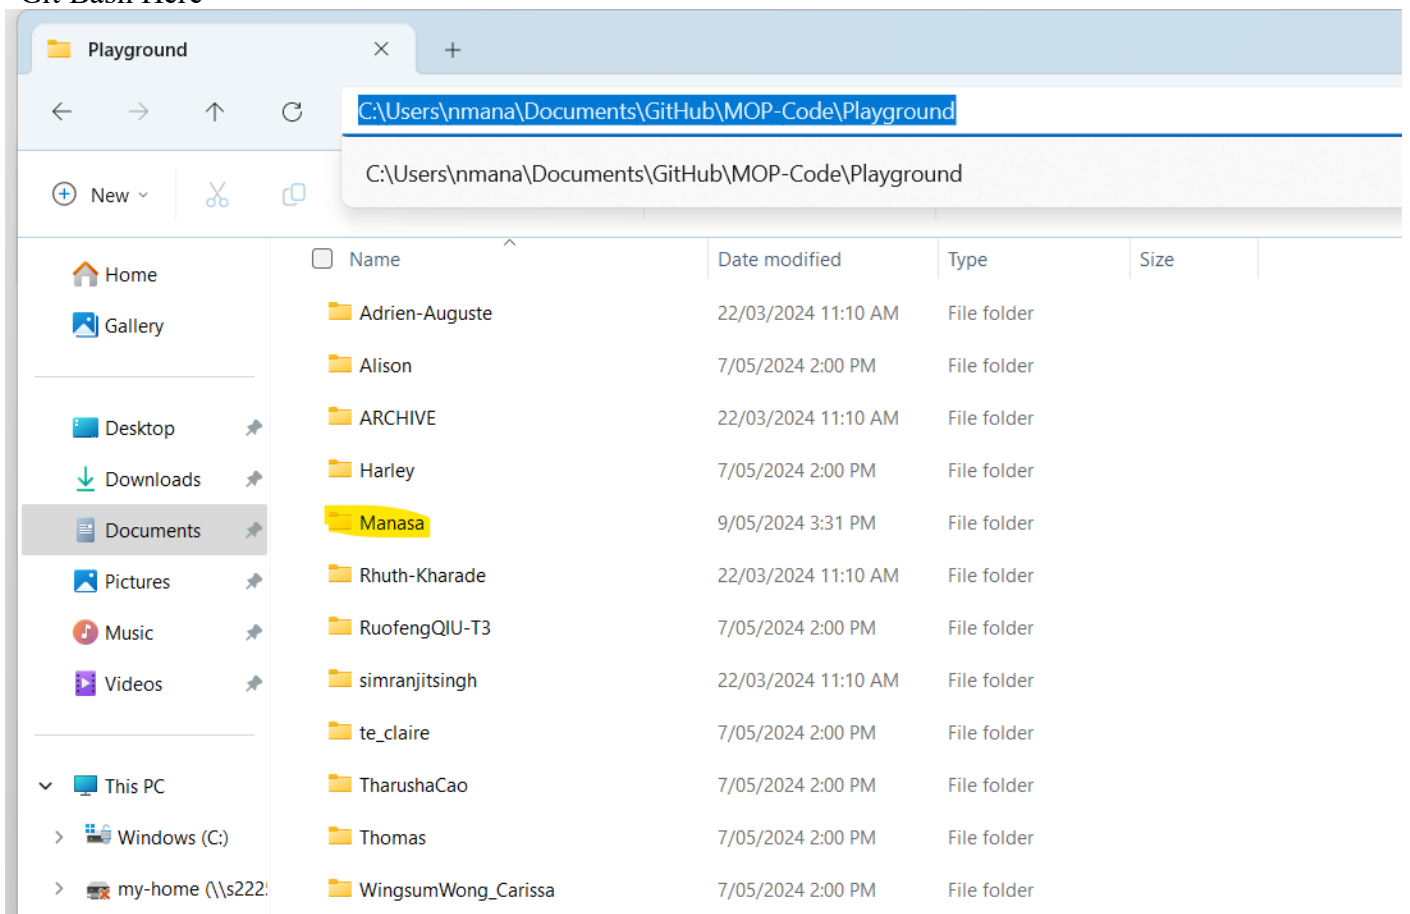 Git Bash Here
Playground
C:\Users\nmana\Documents\GitHub\MOP-Code\Playground
C:\Users\nmana\Documents\GitHub\MOP-Code\Playground
New
Name Date modified Type Size
Home
Gallery
Desktop
Downloads
Documents
Pictures
Music
Videos
This PC
Windows (C:)
my-home (\\s222
Adrien-Auguste 22/03/2024 11:10 AM File folder
Alison 7/05/2024 2:00 PM File folder
ARCHIVE 22/03/2024 11:10 AM File folder
Harley 7/05/2024 2:00 PM File folder
Manasa 9/05/2024 3:31 PM File folder
Rhuth-Kharade 22/03/2024 11:10 AM File folder
RuofengQIU-T3 7/05/2024 2:00 PM File folder
simranjitsingh 22/03/2024 11:10 AM File folder
te_claire 7/05/2024 2:00 PM File folder
TharushaCao 7/05/2024 2:00 PM File folder
Thomas 7/05/2024 2:00 PM File folder
WingsumWong_Carissa 7/05/2024 2:00 PM File folder